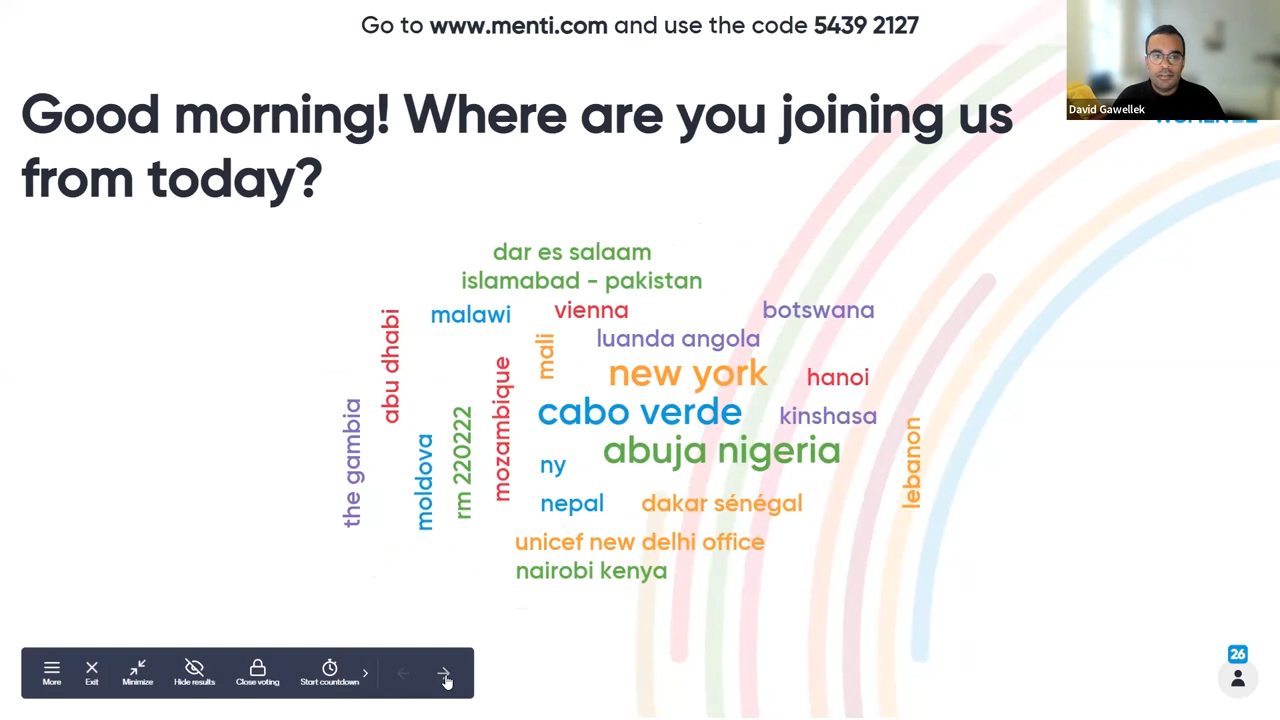 Go to www.menti.com and use the code 5439 2127
David Gawellek
Good morning! Where are you joining us
from today?
dar es salaam
islamabad - pakistan
malawi
vienna
botswana
abu dhabi
mali
luanda angola
new york
hanoi
mozambique
cabo verde
kinshasa
the gambia
moldova
rm 220222
abuja nigeria
lebanon
ny
nepal
dakar sénégal
unicef new delhi office
nairobi kenya
26
More
Exit
Minimize
Hide results
Close voting
Start countdown